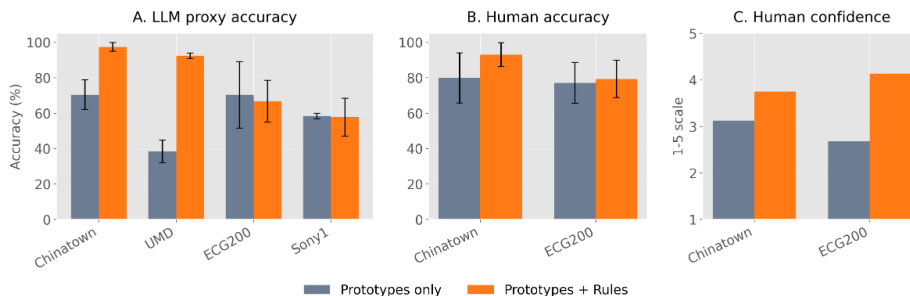 A. LLM proxy accuracy
Accuracy (%)
100
80
60
40
20
0
Chinatown
UMD
ECG200
Sony1
B. Human accuracy
100
80
60
40
20
0
Chinatown
ECG200
C. Human confidence
1–5 scale
5
4
3
2
1
Chinatown
ECG200
Prototypes only
Prototypes + Rules